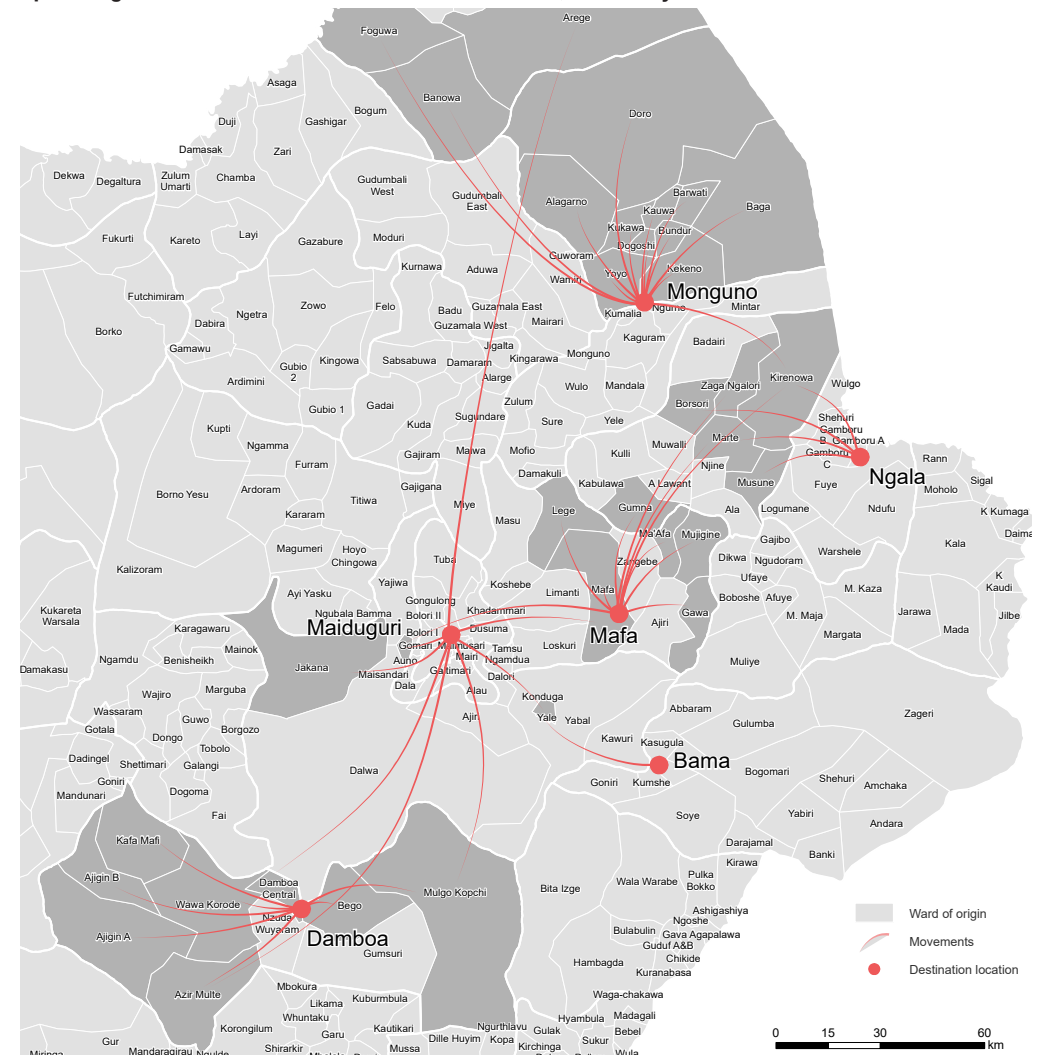 Arege
Foguwa
Asaga
Banowa
Bogum
Doro
Duji
Gashigar
Damasak
Zari
Dekwa
Degaltura
Zulum
Umarti
Chamba
Gudumbali
West
Gudumbali
East
Barwati
Alagarno
Kauwa
Baga
Kukawa
Bundur
Fukurti
Kareto
Layi
Gazabure
Moduri
Dogoshi
Guworam
Kurnawa
Aduwa
Wamiri
Yoyo
Kekeno
Monguno
Futchimiram
Ngetra
Zowo
Felo
Badu
Guzamala East
Kumalia
Ngurno
Mintar
Borko
Dabira
Guzamala West
Mairari
Kaguram
Badairi
Gamawu
Jigalta
Gubio
2
Kingowa
Sabsabuwa
Damaram
Kingarawa
Monguno
Ardimini
Alarge
Wulo
Mandala
Zaga Ngalori
Kirenowa
Wulgo
Gubio 1
Gadai
Zulum
Borsori
Kupti
Kuda
Sugundare
Sure
Yele
Shehuri
Gamboru
B
Gamboru A
Ngamma
Gajiram
Maiwa
Mofio
Kulli
Muwalli
Marte
Gamboru
C
Furram
Damakuli
Njine
Rann
Ngala
Borno Yesu
Ardoram
Gajigana
Kabulawa
A Lawant
Musune
Fuye
Moholo
Sigal
Titiwa
Miye
Lege
Gumna
Ala
Logumane
Ndufu
K Kumaga
Kararam
Masu
Ma'Afa
Mujigine
Gajibo
Kala
Daima
Magumeri
Hoyo
Chingowa
Tuba
Zangebe
Dikwa
Ngudoram
Warshele
Kalizoram
Yajiwa
Koshebe
Limanti
Mafa
Ufaye
K
Kaudi
Ayi Yasku
Gongulong
Boboshe
Afuye
M. Kaza
Kukareta
Warsala
Ngubala Bamma
Bolori II
Khadammari
Gawa
M. Maja
Jarawa
Jilbe
Karagawaru
Maiduguri
Bolori I
Dusuma
Mafa
Ajiri
Margata
Mada
Mainok
Gomari
Tamsu
Ngamdua
Loskuri
Damakasu
Ngamdu
Benisheikh
Jakana
Auno
Mairi
Muliye
Maisandari
Galtimari
Dalori
Wajiro
Marguba
Dala
Alau
Konduga
Wassaram
Guwo
Ajiri
Yale
Yabal
Abbaram
Gulumba
Zageri
Gotala
Dongo
Borgozo
Tobolo
Kawuri
Kasugula
Dadingel
Shettimari
Galangi
Dalwa
Bama
Goniri
Goniri
Kumshe
Bogomari
Shehuri
Amchaka
Mandunari
Dogoma
Fai
Soye
Yabiri
Andara
Kafa Mafi
Darajamal
Banki
Ajigin B
Damboa
Central
Mulgo Kopchi
Bita Izge
Wala Warabe
Pulka
Bokko
Kirawa
Wawa Korode
Bego
Ashigashiya
Ward of origin
Nzuda
Wuyaram
Ngoshe
Ajigin A
Damboa
Bulabulin
Gava Agapalawa
Movements
Gumsuri
Guduf A&B
Chikide
Hambagda
Kuranabasa
Destination location
Azir Multe
Mbokura
Likama
Kuburmbula
Waga-chakawa
Whuntaku
Hyambula
Madagali
Korongilum
Garu
Kautikari
Ngurthlavu
Gulak
Bebel
0 15 30 60
km
Gur
Dille Huyim
Kopa
Sukur
Shirarkir
Mussa
Kirchinga
Mandaragirau
Wula